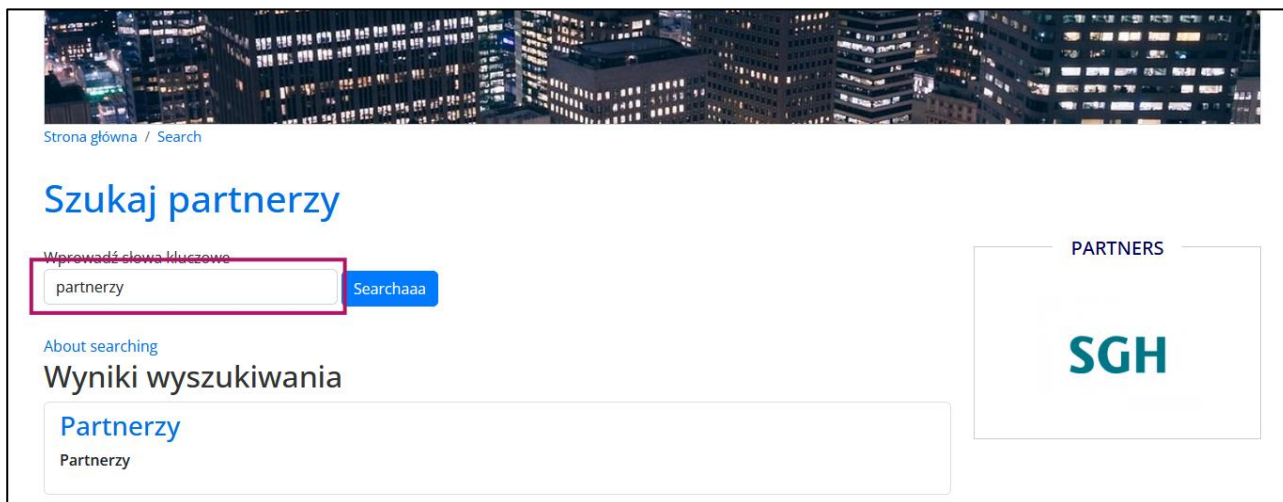 Strona główna / Search
Szukaj partnerzy
Wprowadź słowa kluczowe
partnerzy
Searchaaa
About searching
Wyniki wyszukiwania
Partnerzy
Partnerzy
PARTNERS
SGH